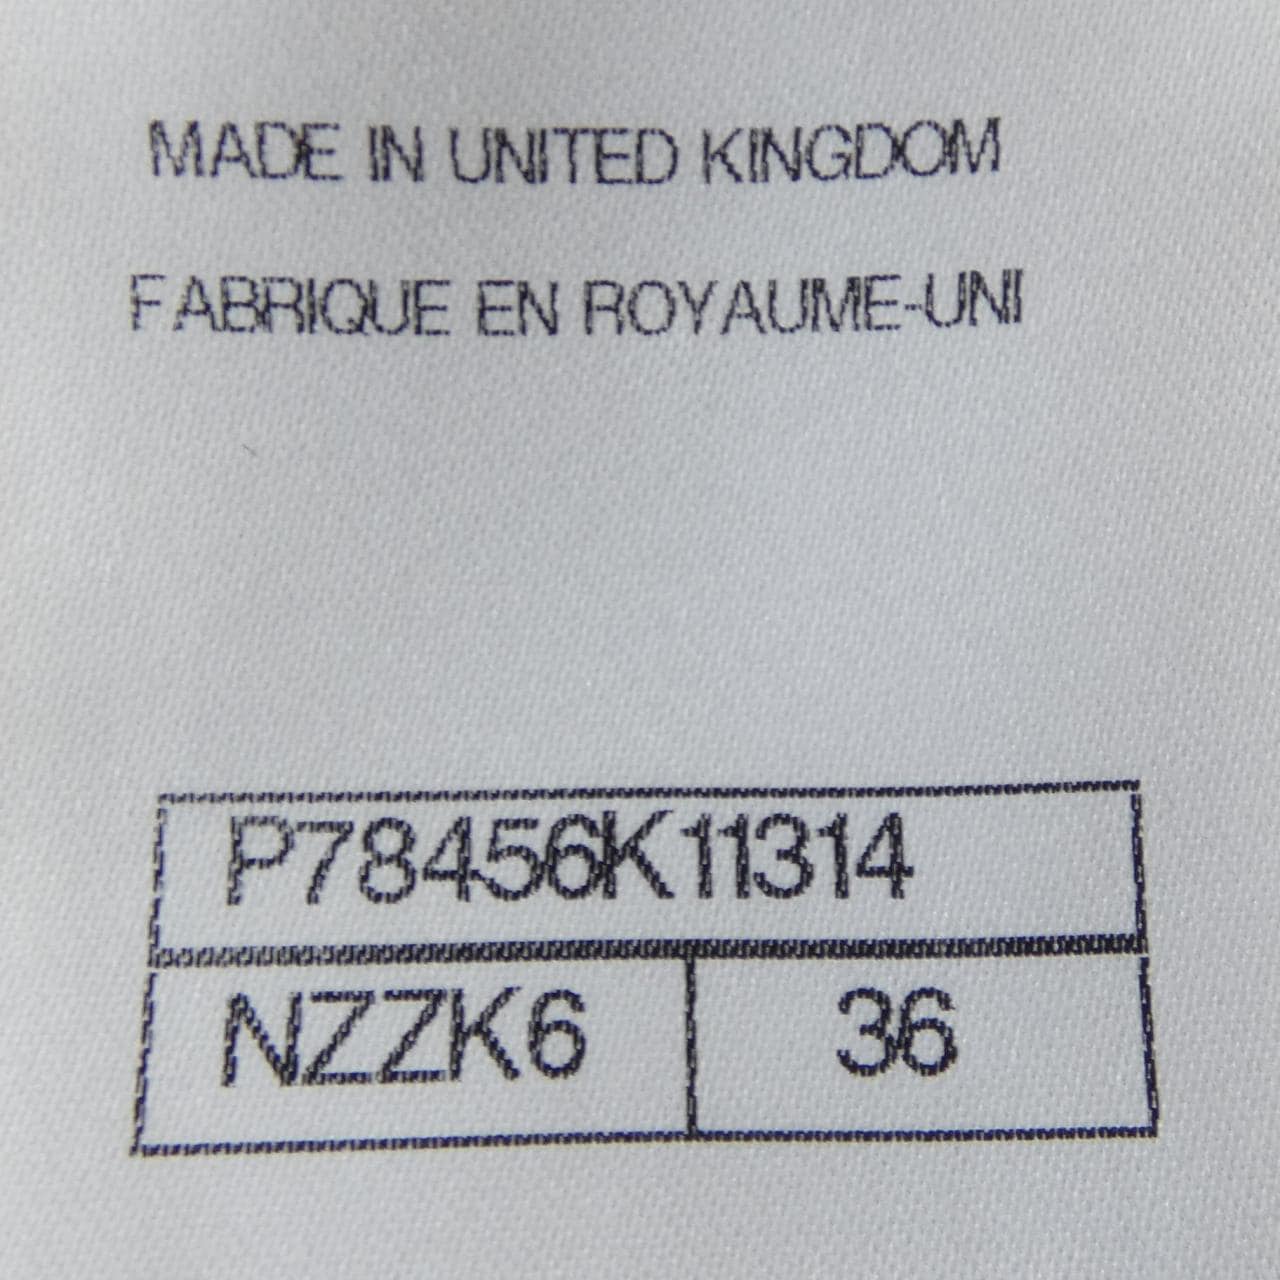 MADE IN UNITED KINGDOM
FABRIQUE EN ROYAUME-UNI
P78456K11314
NZZK6 36